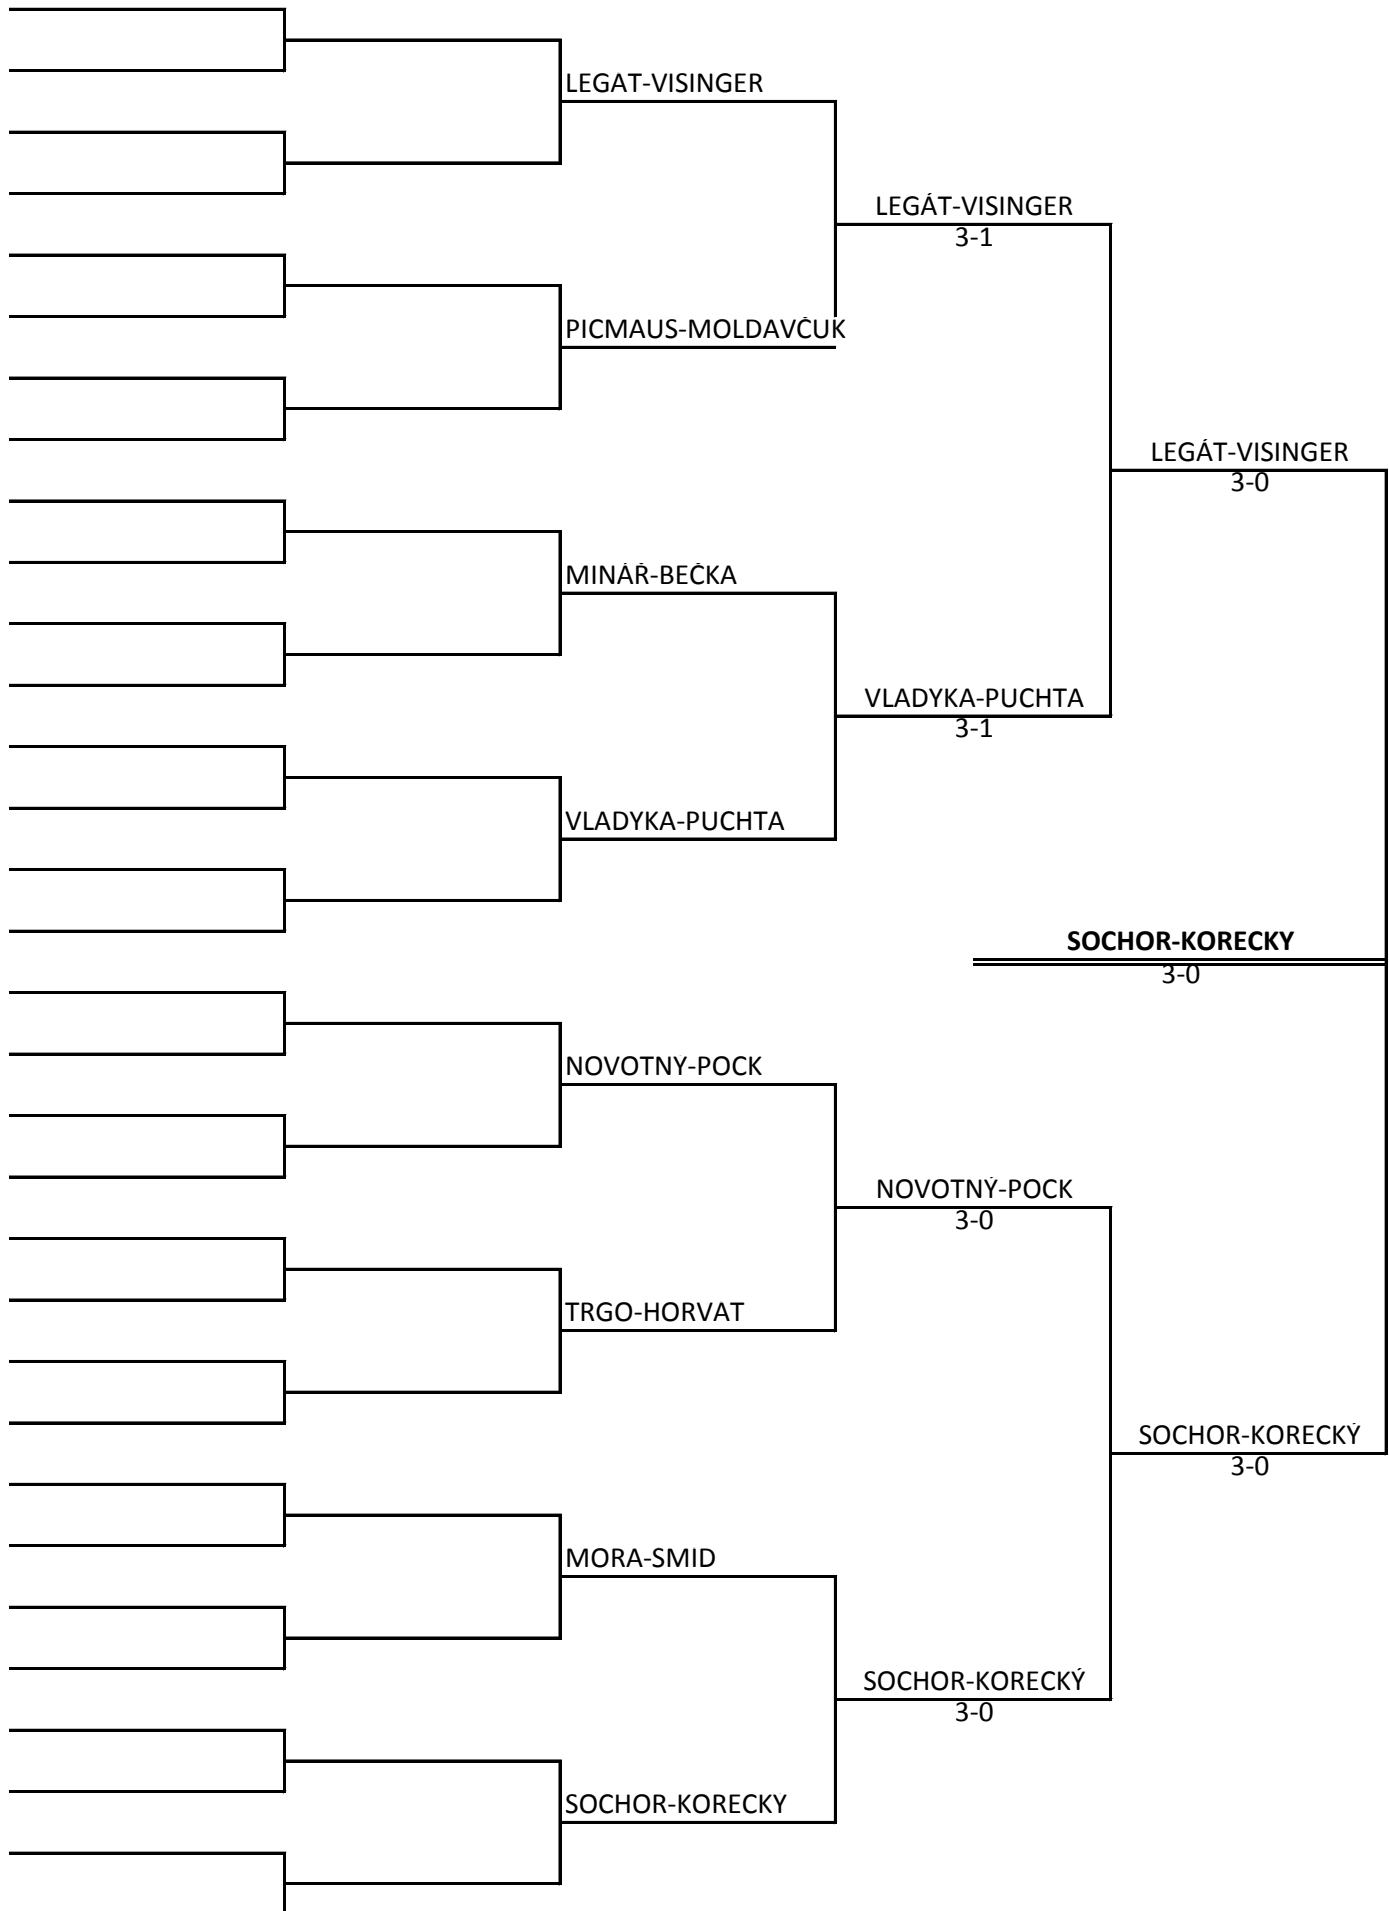 LEGAT-VISINGER
LEGÁT-VISINGER
3-1
PICMAUS-MOLDAVČUK
LEGÁT-VISINGER
3-0
MINÁŘ-BEČKA
VLADYKA-PUCHTA
3-1
VLADYKA-PUCHTA
SOCHOR-KORECKY
3-0
NOVOTNY-POCK
NOVOTNÝ-POCK
3-0
TRGO-HORVAT
SOCHOR-KORECKÝ
3-0
MORA-SMID
SOCHOR-KORECKÝ
3-0
SOCHOR-KORECKY